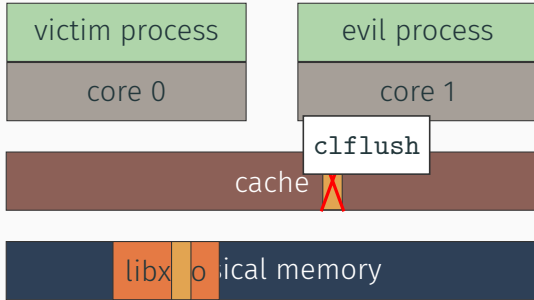 victim process
evil process
core 0
core 1
clflush
cache
libx
o
sical memory